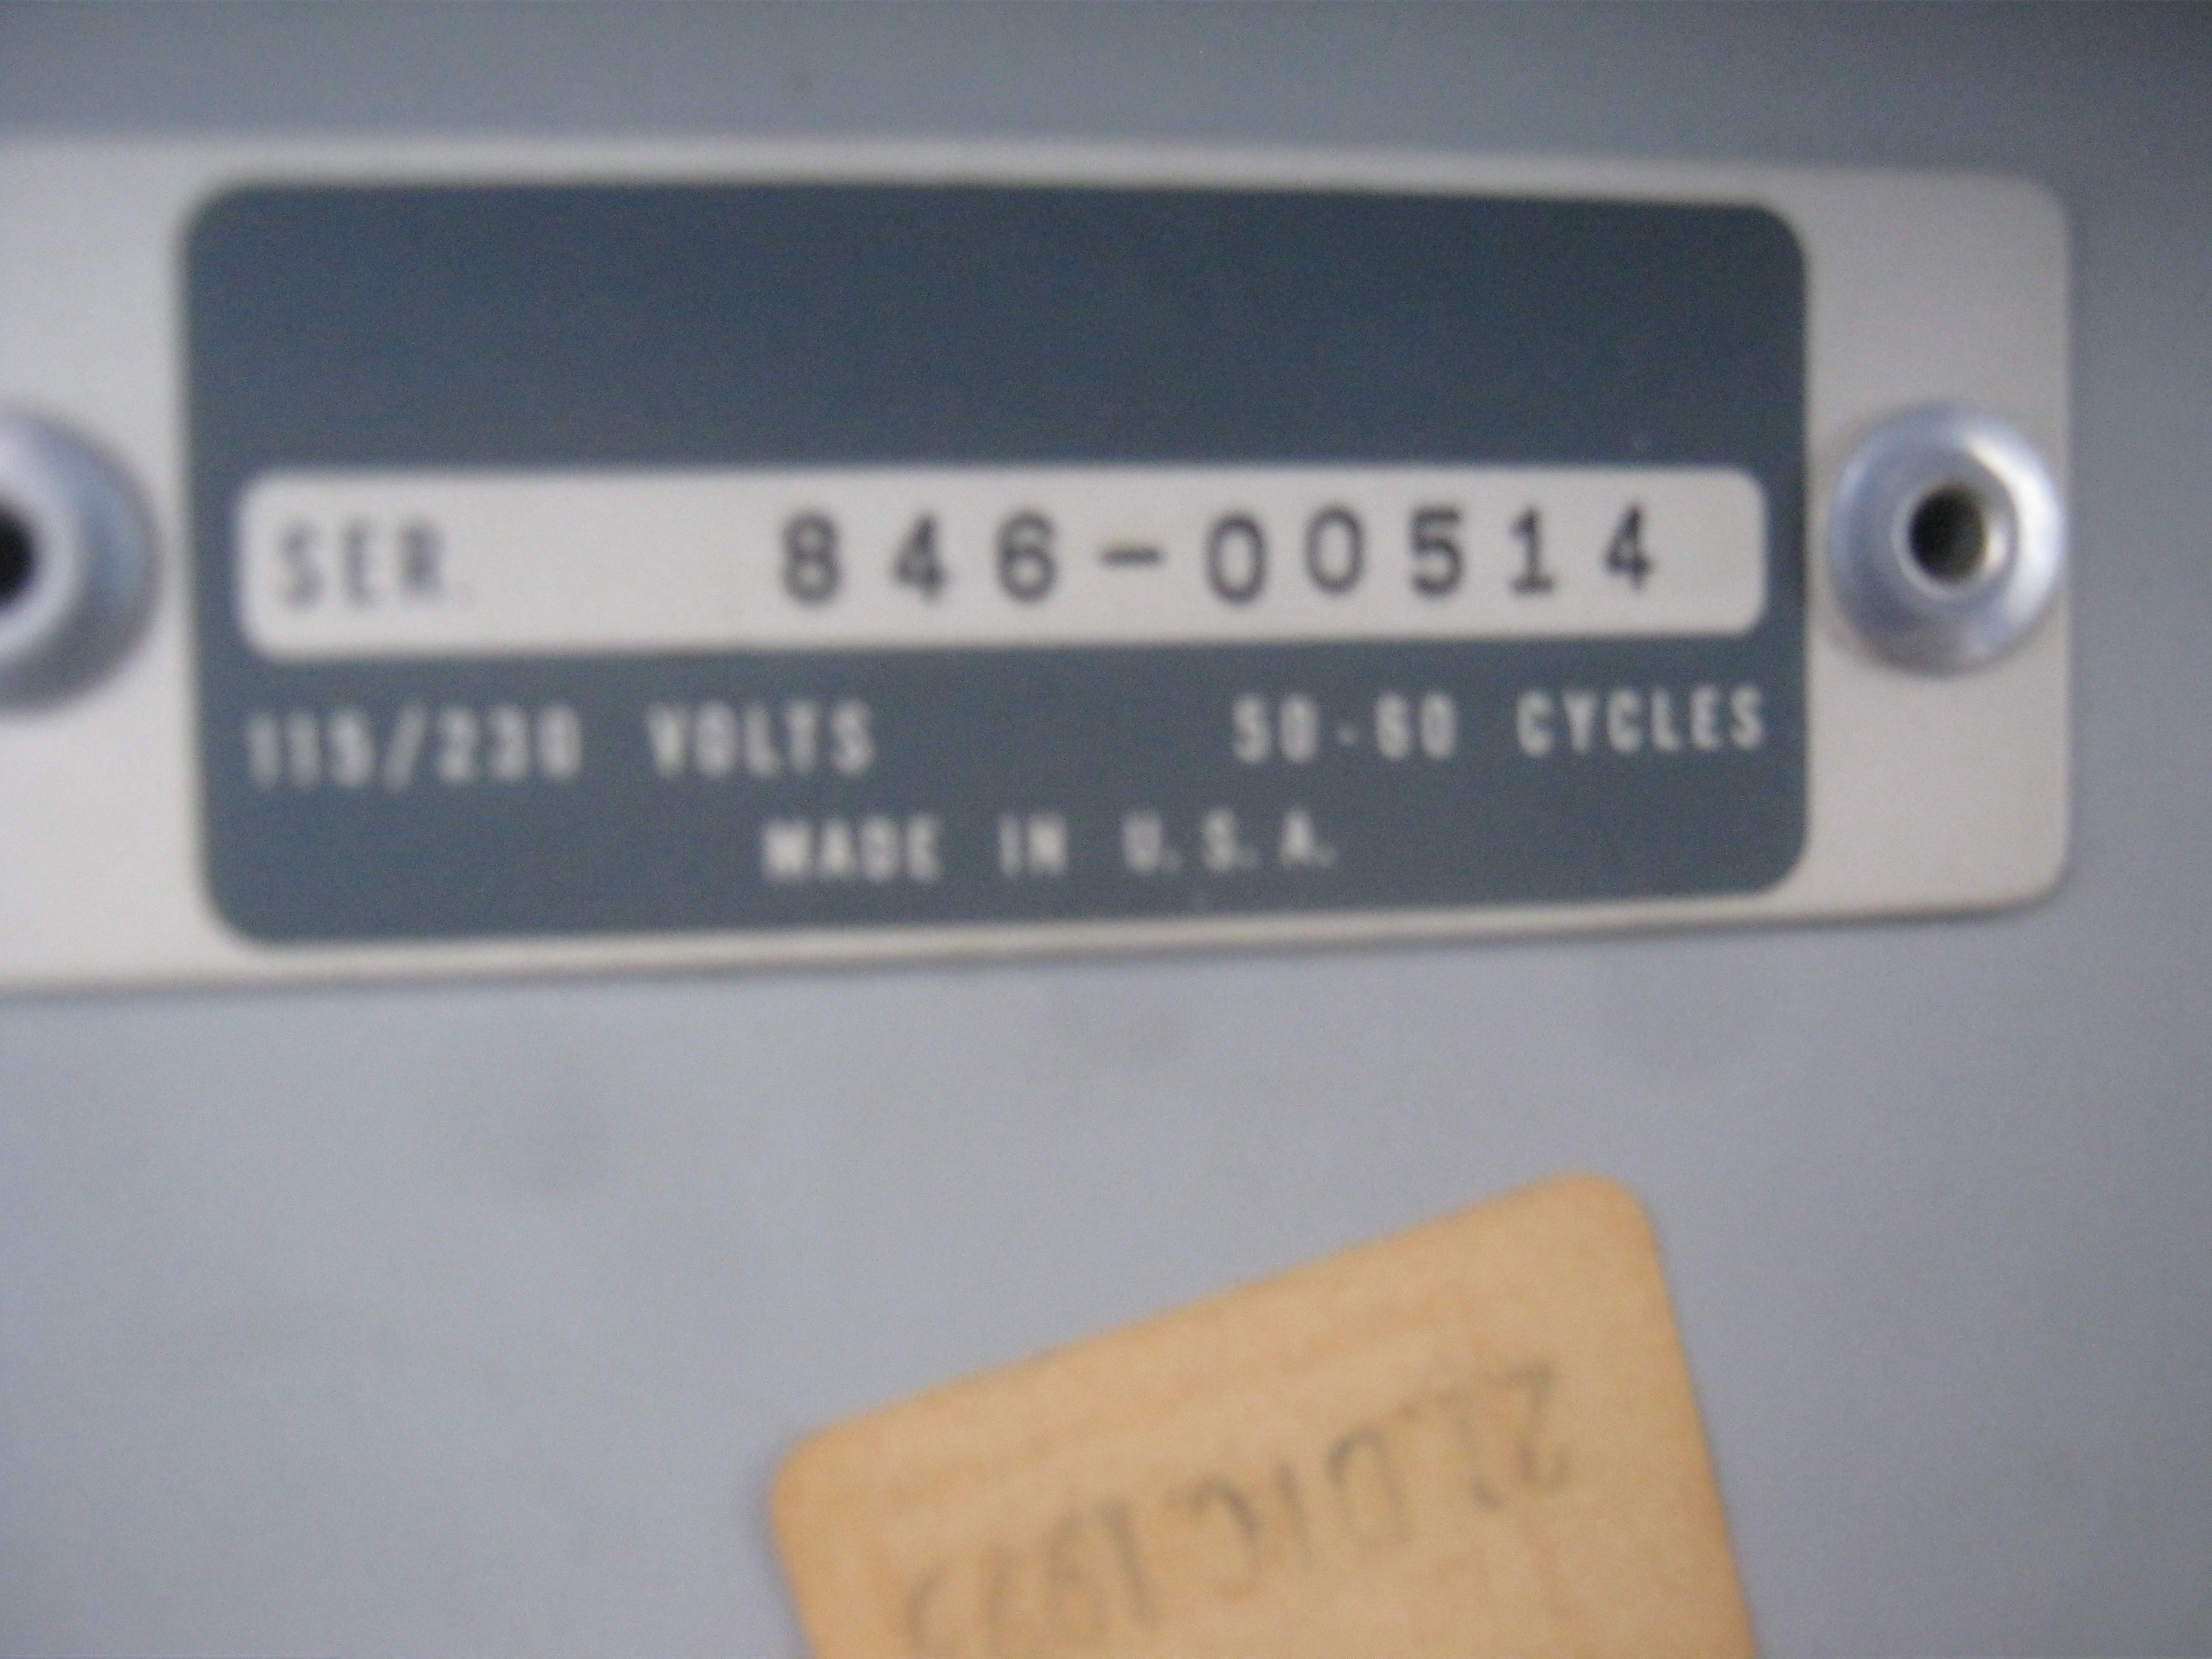 SER. 846-00514
115/230 VOLTS 50-60 CYCLES
MADE IN U.S.A.